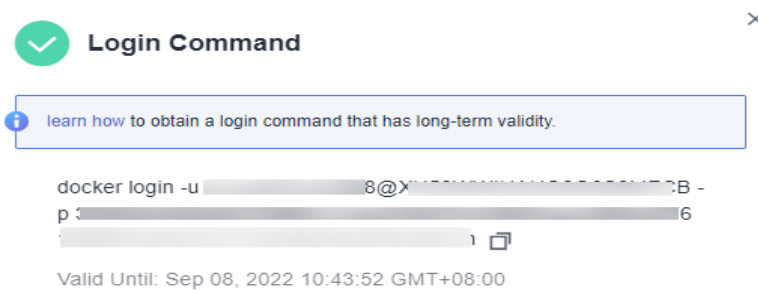 Login Command
learn how to obtain a login command that has long-term validity.
docker login -u 8@X B -
p 6
Valid Until: Sep 08, 2022 10:43:52 GMT+08:00